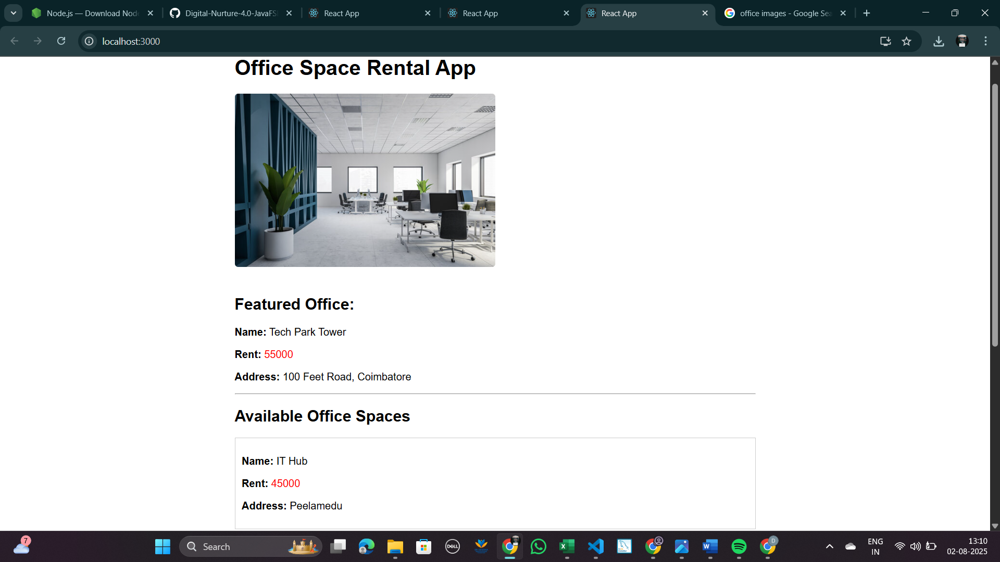 Node.js — Download Node
Digital-Nurture-4.0-JavaFS
React App
React App
React App
office images - Google Sea
localhost:3000
Office Space Rental App
Featured Office:
Name: Tech Park Tower
Rent: 55000
Address: 100 Feet Road, Coimbatore
Available Office Spaces
Name: IT Hub
Rent: 45000
Address: Peelamedu
7
Search
DELL
D
ENG
IN
13:10
02-08-2025